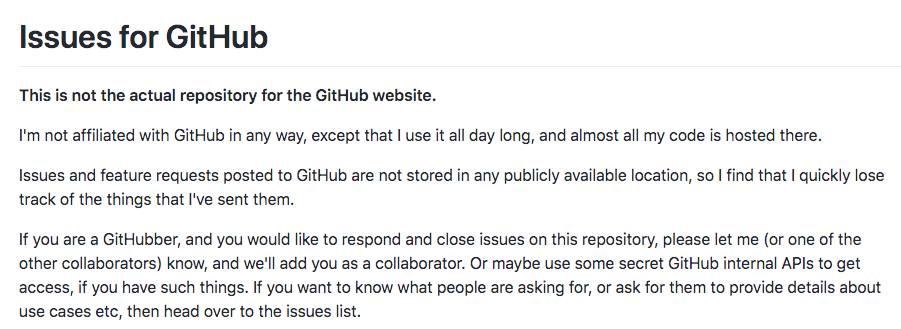 Issues for GitHub
This is not the actual repository for the GitHub website.
I'm not affiliated with GitHub in any way, except that I use it all day long, and almost all my code is hosted there.
Issues and feature requests posted to GitHub are not stored in any publicly available location, so I find that I quickly lose
track of the things that I've sent them.
If you are a GitHubber, and you would like to respond and close issues on this repository, please let me (or one of the
other collaborators) know, and we'll add you as a collaborator. Or maybe use some secret GitHub internal APIs to get
access, if you have such things. If you want to know what people are asking for, or ask for them to provide details about
use cases etc, then head over to the issues list.